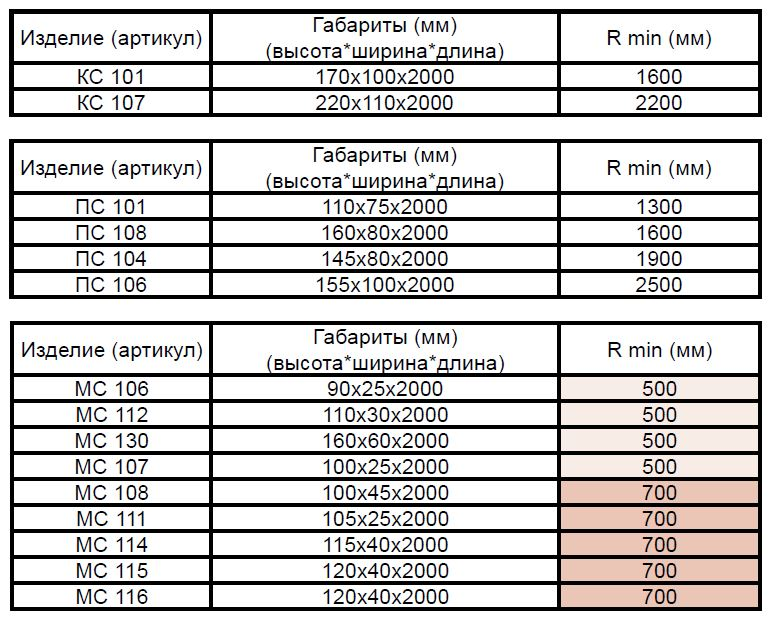 Изделие (артикул) Габариты (мм) (высота*ширина*длина) R min (мм)
КС 101 170x100x2000 1600
КС 107 220x110x2000 2200
Изделие (артикул) Габариты (мм) (высота*ширина*длина) R min (мм)
ПС 101 110x75x2000 1300
ПС 108 160x80x2000 1600
ПС 104 145x80x2000 1900
ПС 106 155x100x2000 2500
Изделие (артикул) Габариты (мм) (высота*ширина*длина) R min (мм)
МС 106 90x25x2000 500
МС 112 110x30x2000 500
МС 130 160x60x2000 500
МС 107 100x25x2000 500
МС 108 100x45x2000 700
МС 111 105x25x2000 700
МС 114 115x40x2000 700
МС 115 120x40x2000 700
МС 116 120x40x2000 700